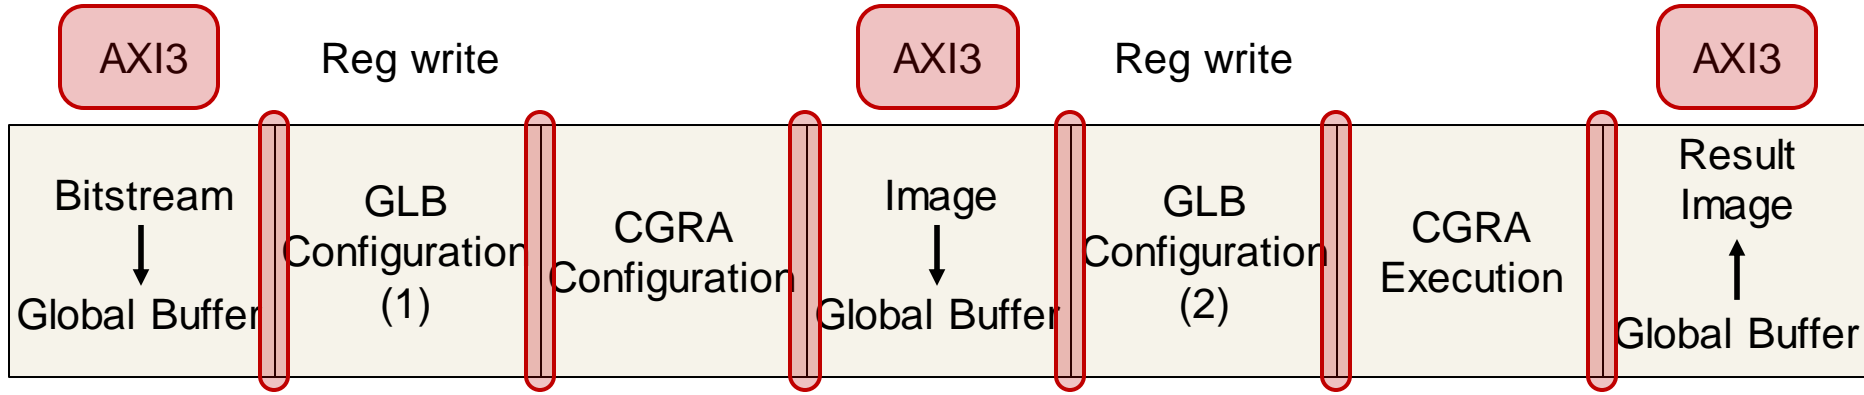 AXI3
Reg write
AXI3
Reg write
AXI3
Bitstream
Global Buffer
GLB
Configuration
(1)
CGRA
Configuration
Image
Global Buffer
GLB
Configuration
(2)
CGRA
Execution
Result
Image
Global Buffer